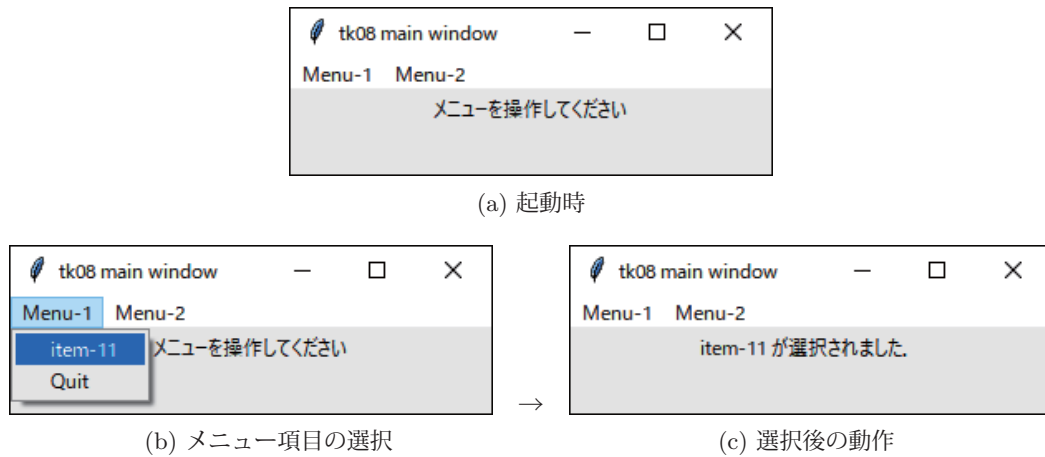 tk08 main window
Menu-1 Menu-2
メニューを操作してください
(a) 起動時
tk08 main window
Menu-1 Menu-2
item-11 メニューを操作してください
Quit
(b) メニュー項目の選択
→
tk08 main window
Menu-1 Menu-2
item-11 が選択されました.
(c) 選択後の動作